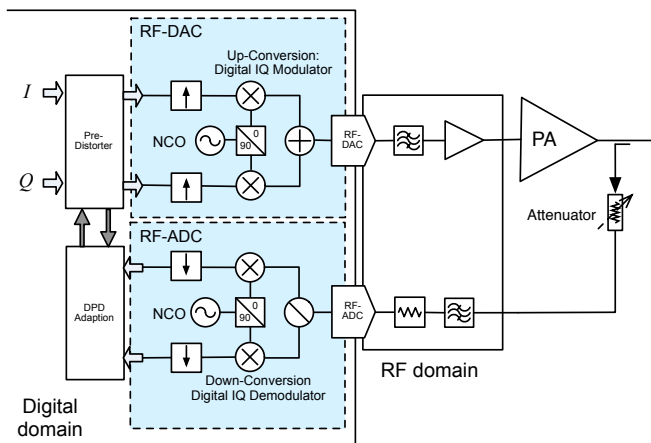 RF-DAC
Up-Conversion:
Digital IQ Modulator
I
Q
Pre-
Distorter
NCO
0
90
RF-
DAC
PA
Attenuator
RF-ADC
DPD
Adaption
NCO
0
90
RF-
ADC
Down-Conversion
Digital IQ Demodulator
RF domain
Digital
domain